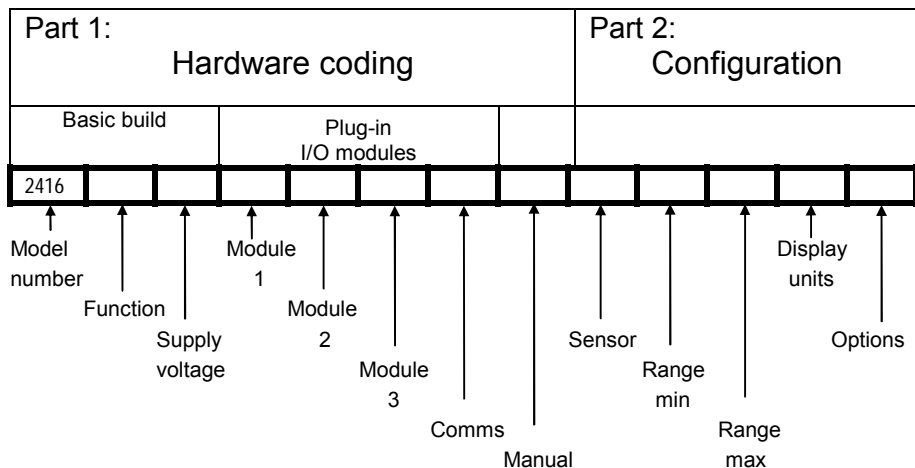 Part 1:
Hardware coding
Part 2:
Configuration
Basic build
Plug-in
I/O modules
2416
Model
number
Function
Supply
voltage
Module
1
Module
2
Module
3
Comms
Manual
Sensor
Range
min
Range
max
Display
units
Options